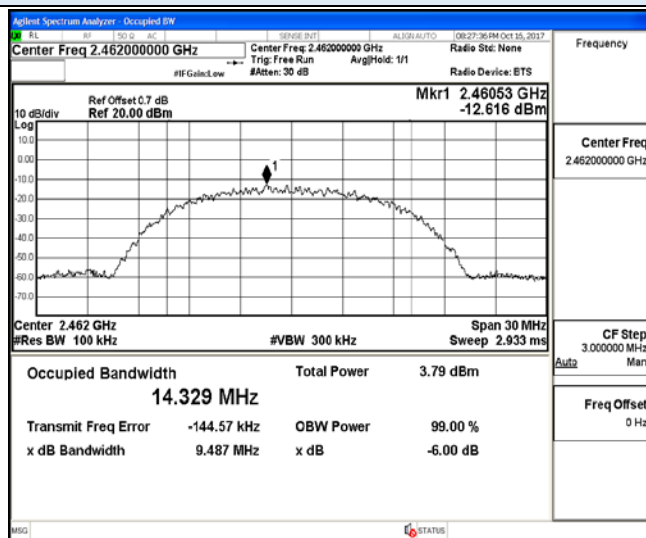 Agilent Spectrum Analyzer - Occupied BW
RL RF 50 Ω AC SENSE:INT ALIGNAUTO 08:27:36 PM Oct 15, 2017
Center Freq 2.462000000 GHz
Center Freq: 2.462000000 GHz Radio Std: None
Trig: Free Run Avg|Hold: 1/1
#IFGain:Low #Atten: 30 dB Radio Device: BTS
Frequency
Mkr1 2.46053 GHz
-12.616 dBm
Ref Offset 0.7 dB
10 dB/div Ref 20.00 dBm
Log
10.0
0.00
-10.0
-20.0
-30.0
-40.0
-50.0
-60.0
-70.0
1
Center Freq
2.462000000 GHz
Center 2.462 GHz Span 30 MHz
#Res BW 100 kHz #VBW 300 kHz Sweep 2.933 ms
CF Step
3.000000 MHz
Auto Man
Occupied Bandwidth Total Power 3.79 dBm
14.329 MHz
Transmit Freq Error -144.57 kHz OBW Power 99.00 %
x dB Bandwidth 9.487 MHz x dB -6.00 dB
Freq Offset
0 Hz
MSG STATUS